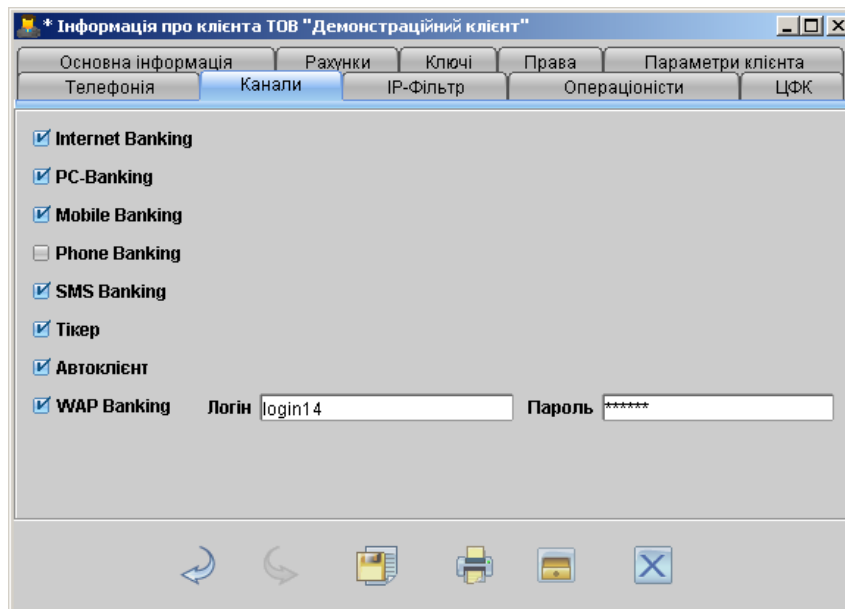 * Інформація про клієнта ТОВ "Демонстраційний клієнт"
Основна інформація Рахунки Ключі Права Параметри клієнта
Телефонія Канали IP-Фільтр Операціоністи ЦФК
Internet Banking
PC-Banking
Mobile Banking
Phone Banking
SMS Banking
Тікер
Автоклієнт
WAP Banking Логін login14 Пароль ******